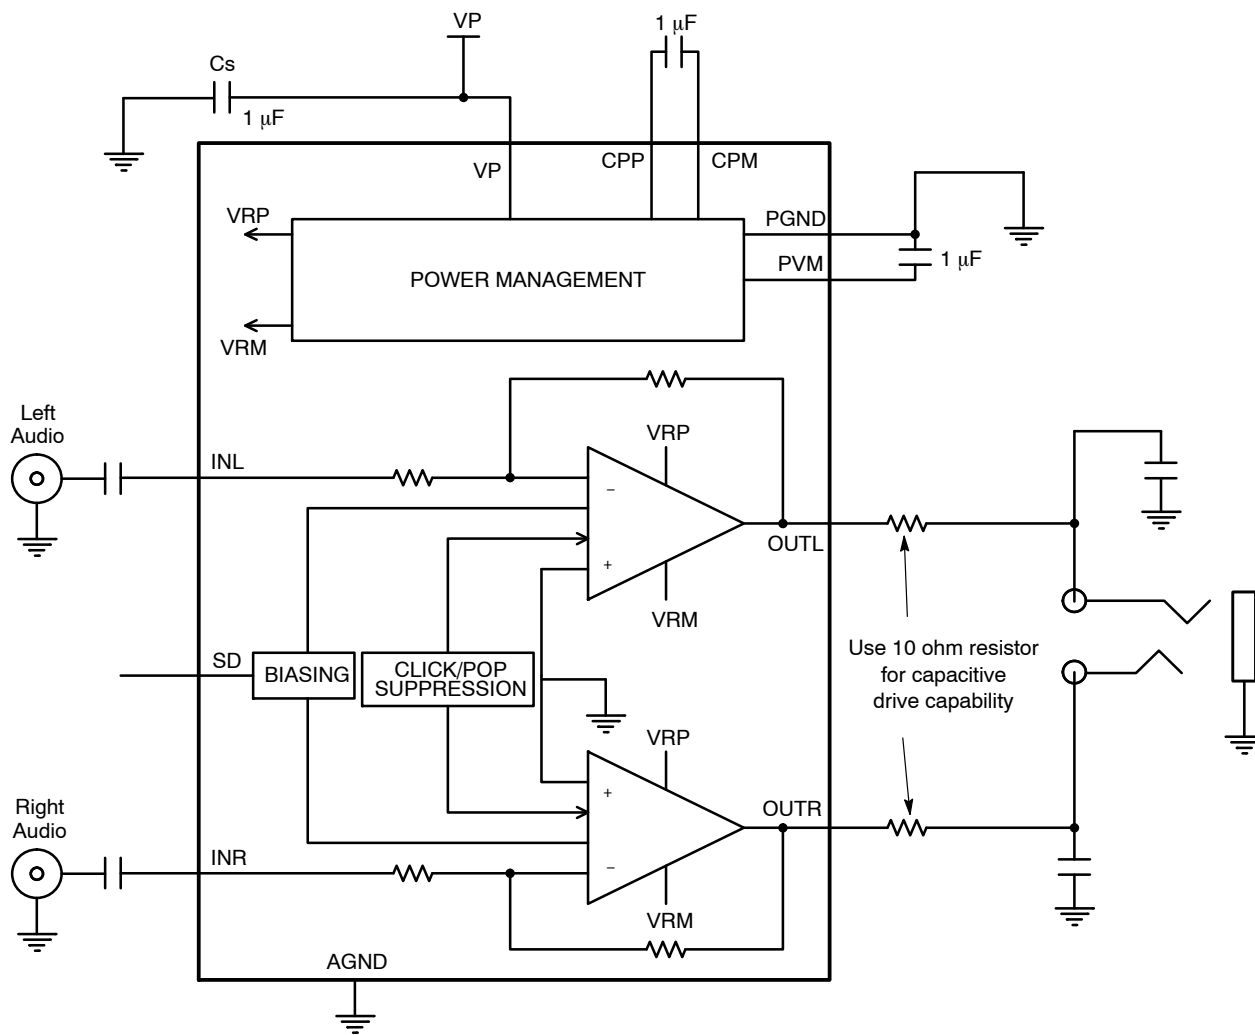 VP
1 μF
Cs
1 μF
VP
CPP
CPM
VRP
PGND
POWER MANAGEMENT
PVM
1 μF
VRM
Left
Audio
INL
VRP
−
+
OUTL
VRM
SD
BIASING
CLICK/POP
SUPPRESSION
Use 10 ohm resistor
for capacitive
drive capability
VRP
Right
Audio
+
OUTR
INR
−
VRM
AGND